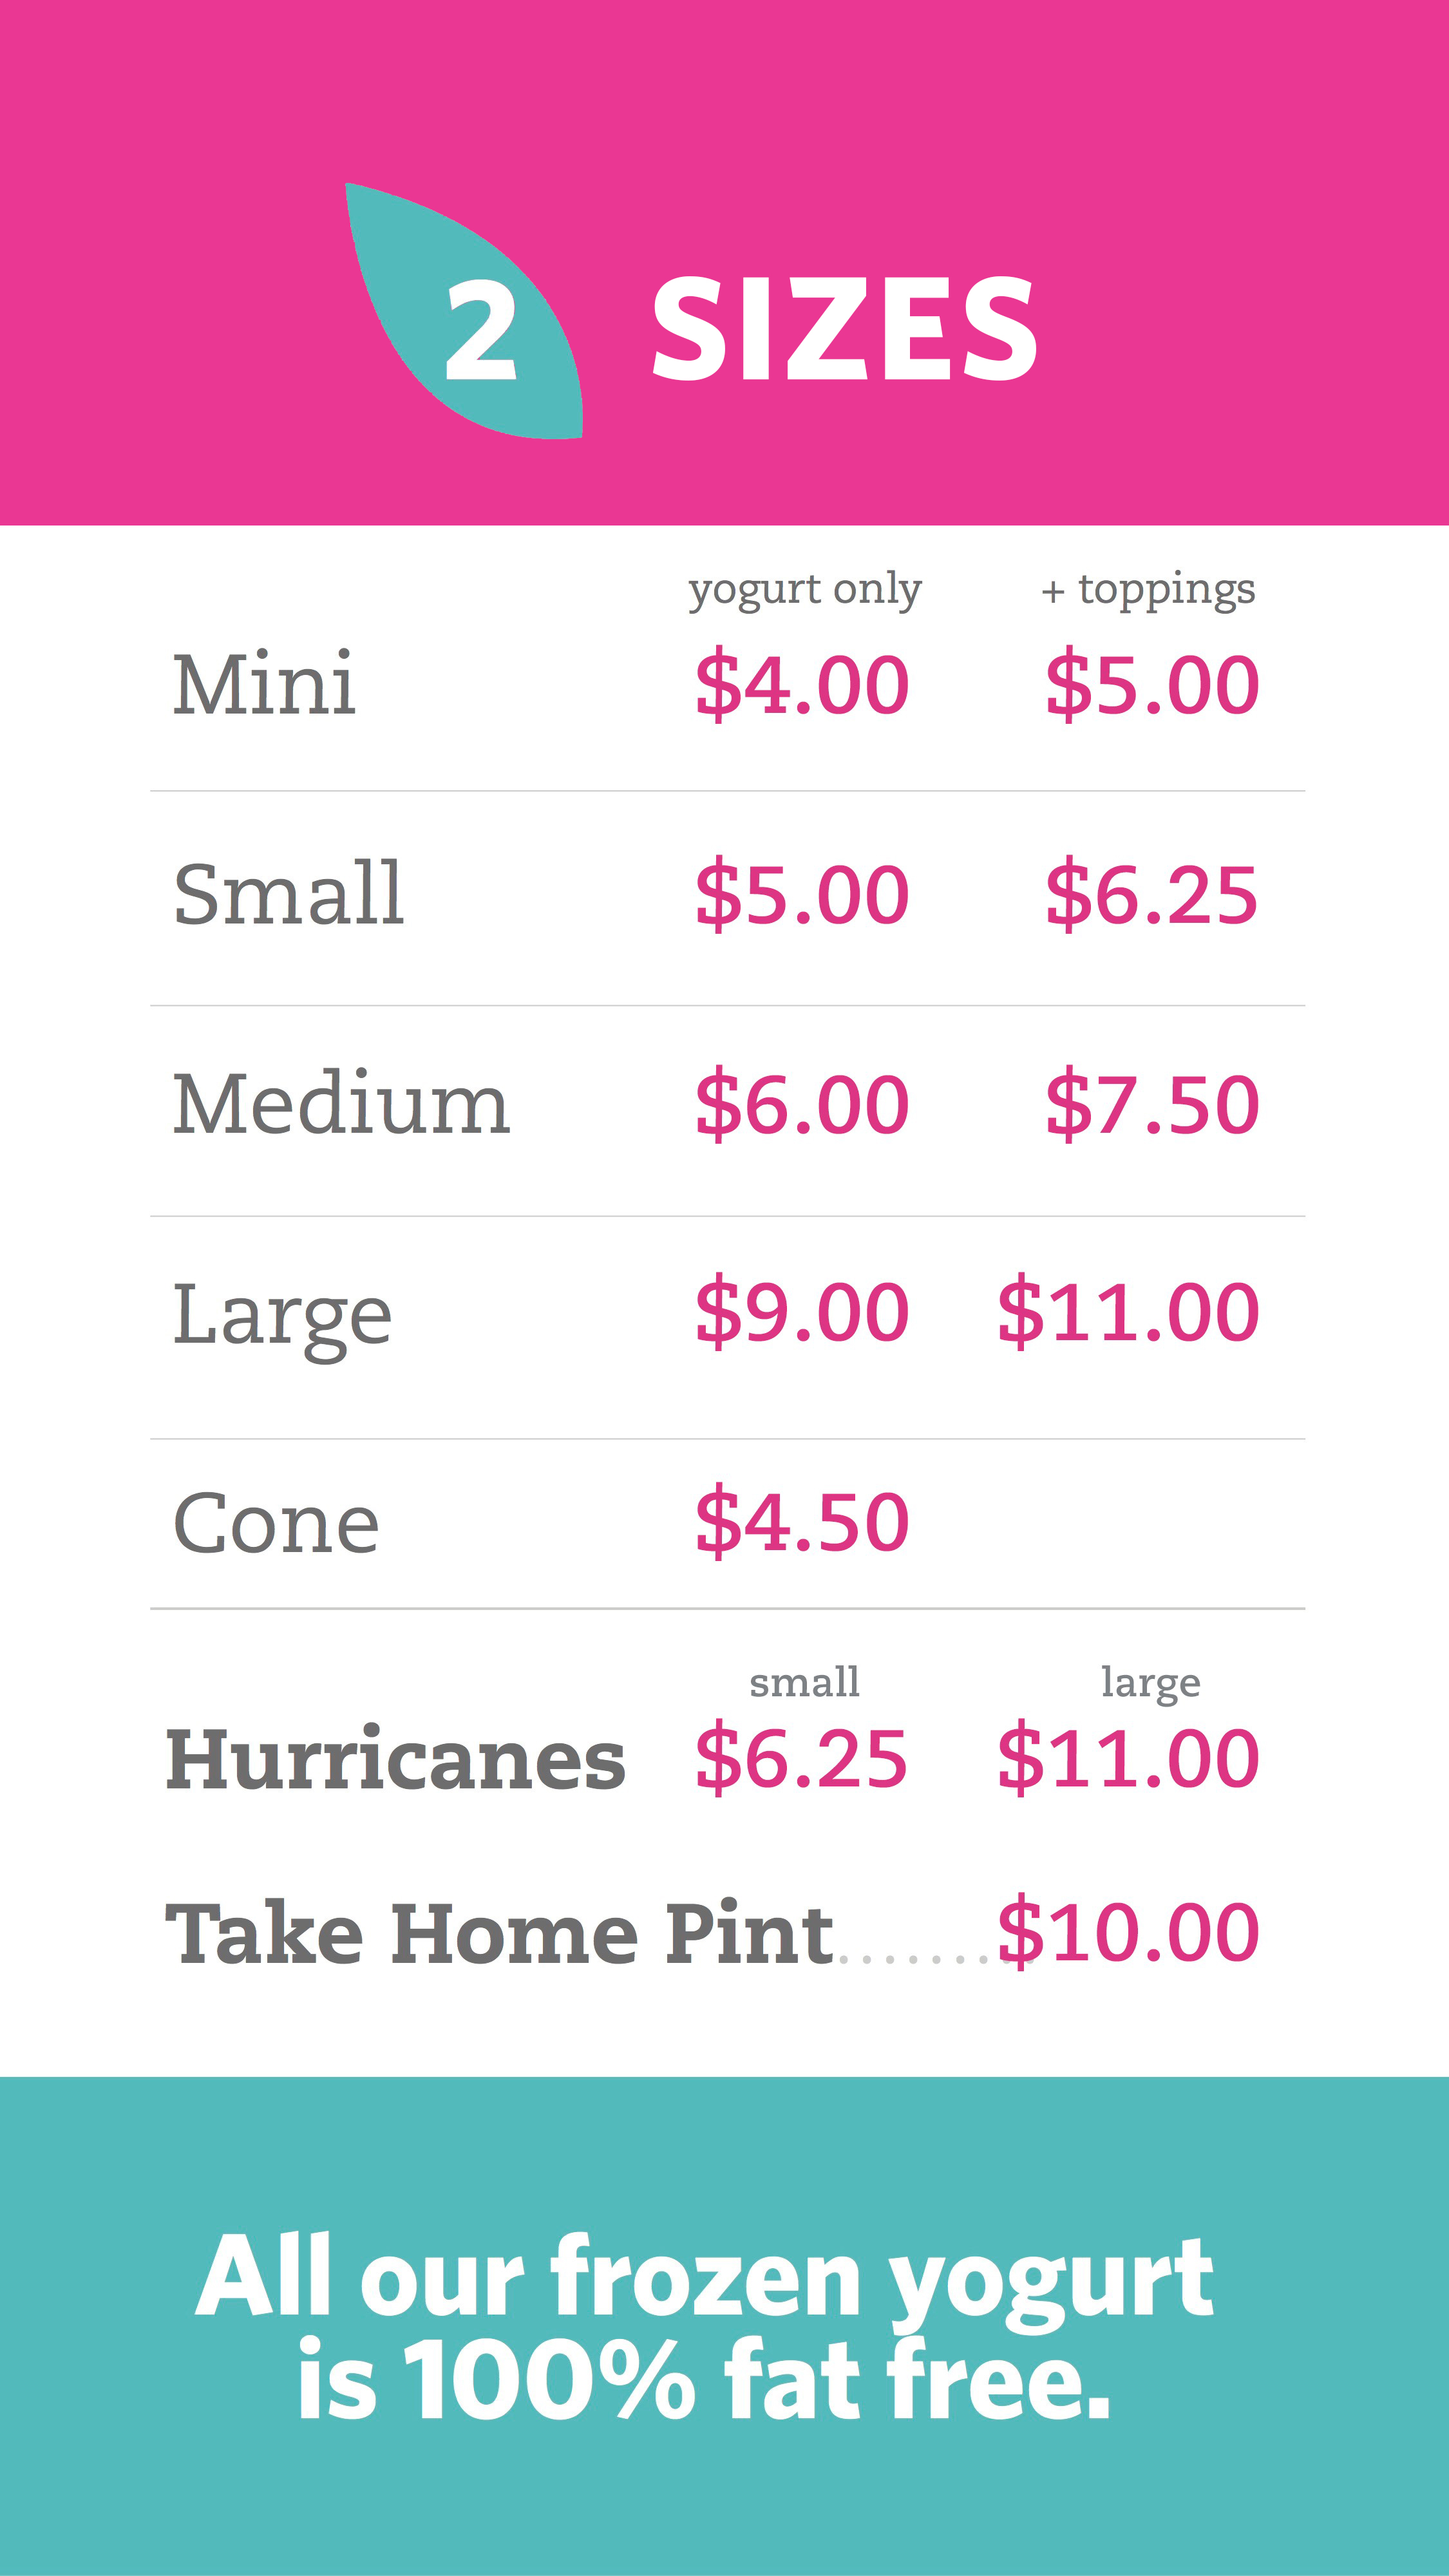 2 SIZES
yogurt only + toppings
Mini $4.00 $5.00
Small $5.00 $6.25
Medium $6.00 $7.50
Large $9.00 $11.00
Cone $4.50
small large
Hurricanes $6.25 $11.00
Take Home Pint.........$10.00
All our frozen yogurt
is 100% fat free.